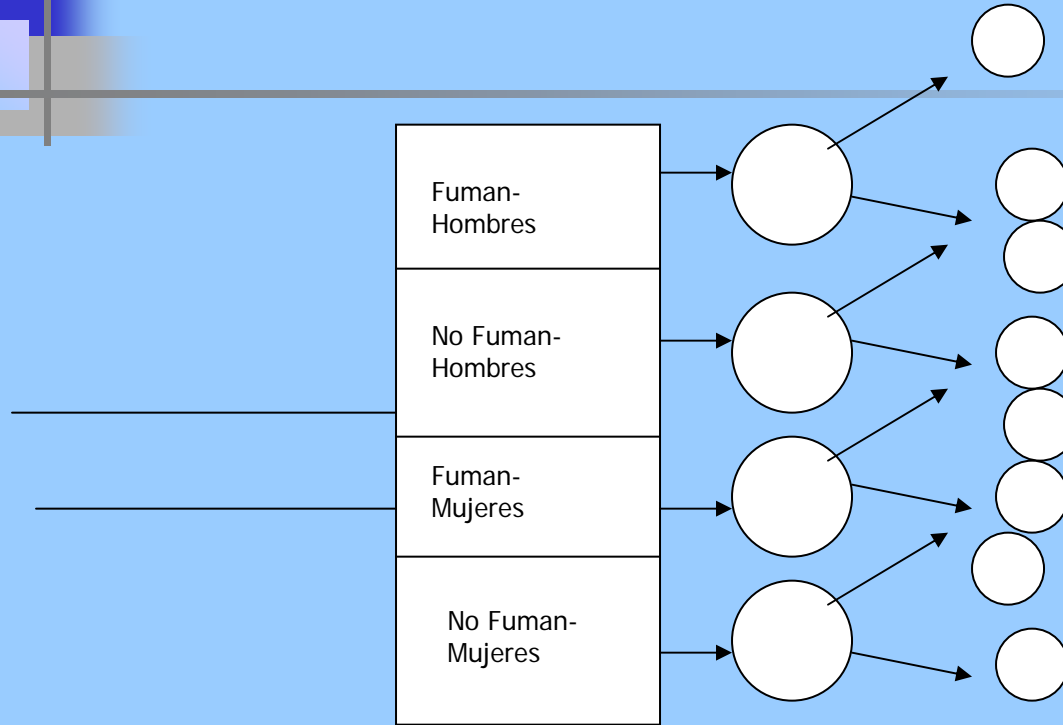 Fuman-
Hombres
No Fuman-
Hombres
Fuman-
Mujeres
No Fuman-
Mujeres